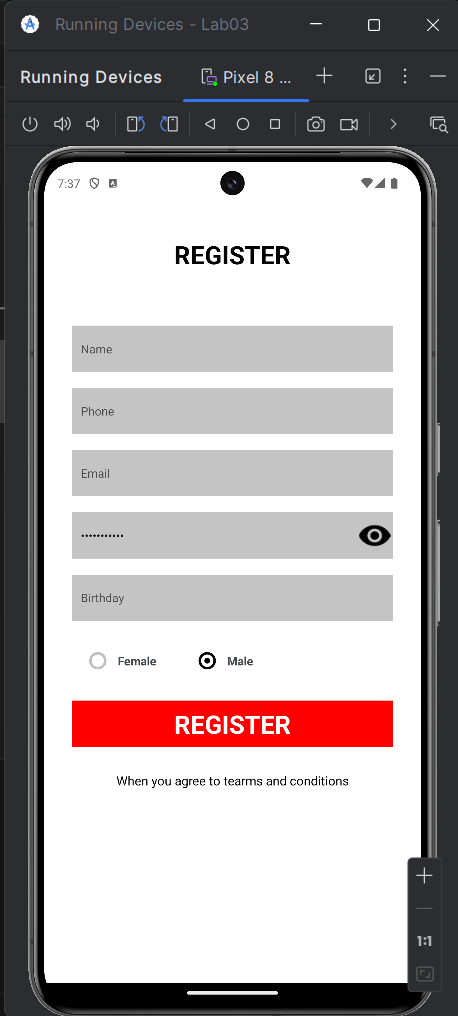 Running Devices - Lab03
Running Devices
Pixel 8 ...
7:37
REGISTER
Name
Phone
Email
•••••••••••
Birthday
Female
Male
REGISTER
When you agree to tearms and conditions
1:1